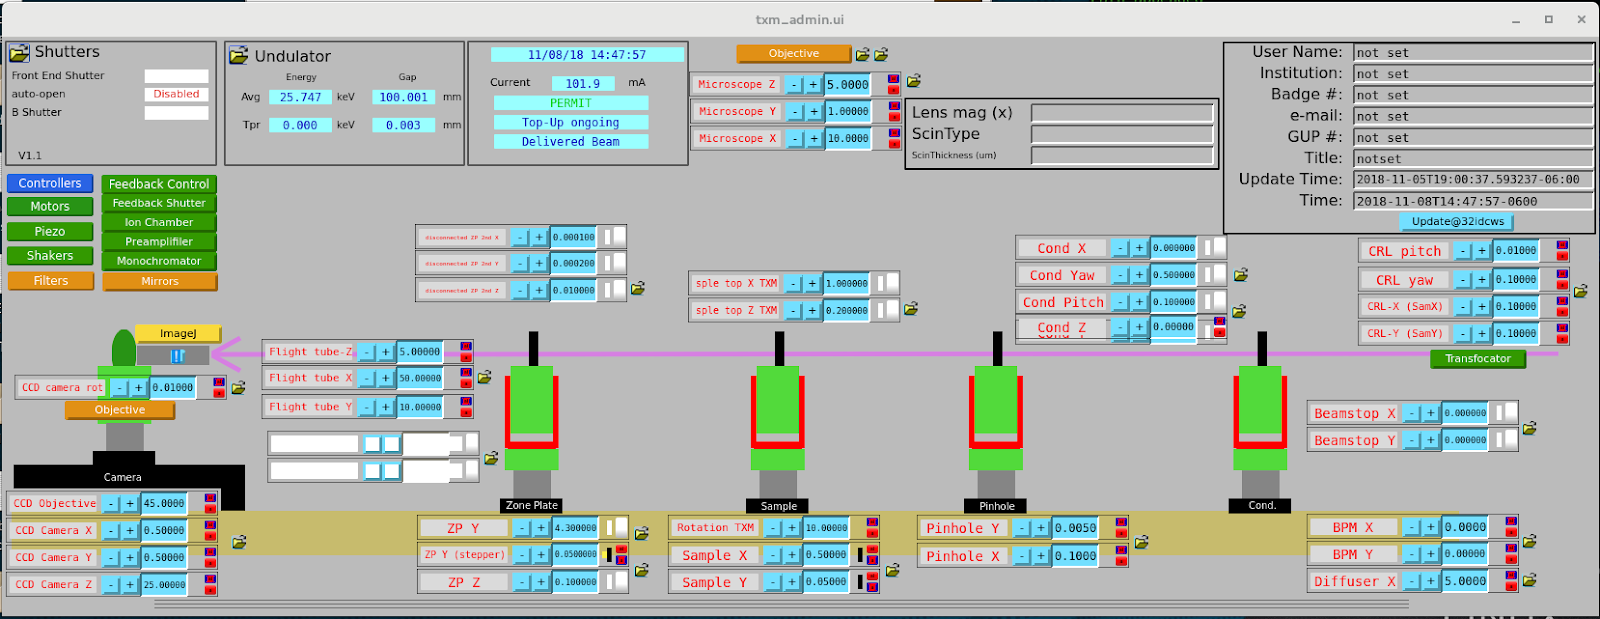 txm_admin.ui
Shutters
Front End Shutter
auto-open Disabled
B Shutter
V1.1
Undulator
Energy Gap
Avg 25.747 keV 100.001 mm
Tpr 0.000 keV 0.003 mm
11/08/18 14:47:57
Current 101.9 mA
PERMIT
Top-Up ongoing
Delivered Beam
Objective
Microscope Z - + 5.0000
Microscope Y - + 1.00000
Microscope X - + 10.0000
Lens mag (x)
ScinType
ScinThickness (um)
User Name: not set
Institution: not set
Badge #: not set
e-mail: not set
GUP #: not set
Title: notset
Update Time: 2018-11-05T19:00:37.593237-06:00
Time: 2018-11-08T14:47:57-0600
Update@32idcws
Controllers Feedback Control
Motors Feedback Shutter
Ion Chamber
Piezo Preamplifiler
Shakers Monochromator
Filters Mirrors
disconnected ZP 2nd X - + 0.000100
disconnected ZP 2nd Y - + 0.000200
disconnected ZP 2nd Z - + 0.010000
sple top X TXM - + 1.000000
sple top Z TXM - + 0.200000
Cond X - + 0.000000
Cond Yaw - + 0.500000
Cond Pitch - + 0.100000
Cond Z - + 0.00000
CRL pitch - + 0.01000
CRL yaw - + 0.10000
CRL-X (SamX) - + 0.10000
CRL-Y (SamY) - + 0.10000
Transfocator
ImageJ
!!
CCD camera rot - + 0.01000
Objective
Camera
Flight tube-Z - + 5.00000
Flight tube X - + 50.00000
Flight tube Y - + 10.00000
Beamstop X - + 0.000000
Beamstop Y - + 0.000000
Zone Plate
Sample
Pinhole
Cond.
CCD Objective - + 45.0000
CCD Camera X - + 0.50000
CCD Camera Y - + 0.50000
CCD Camera Z - + 25.00000
ZP Y - + 4.300000
ZP Y (stepper) - + 0.0500000
ZP Z - + 0.100000
Rotation TXM - + 10.00000
Sample X - + 0.50000
Sample Y - + 0.05000
Pinhole Y - + 0.0050
Pinhole X - + 0.1000
BPM X - + 0.0000
BPM Y - + 0.00000
Diffuser X - + 5.0000